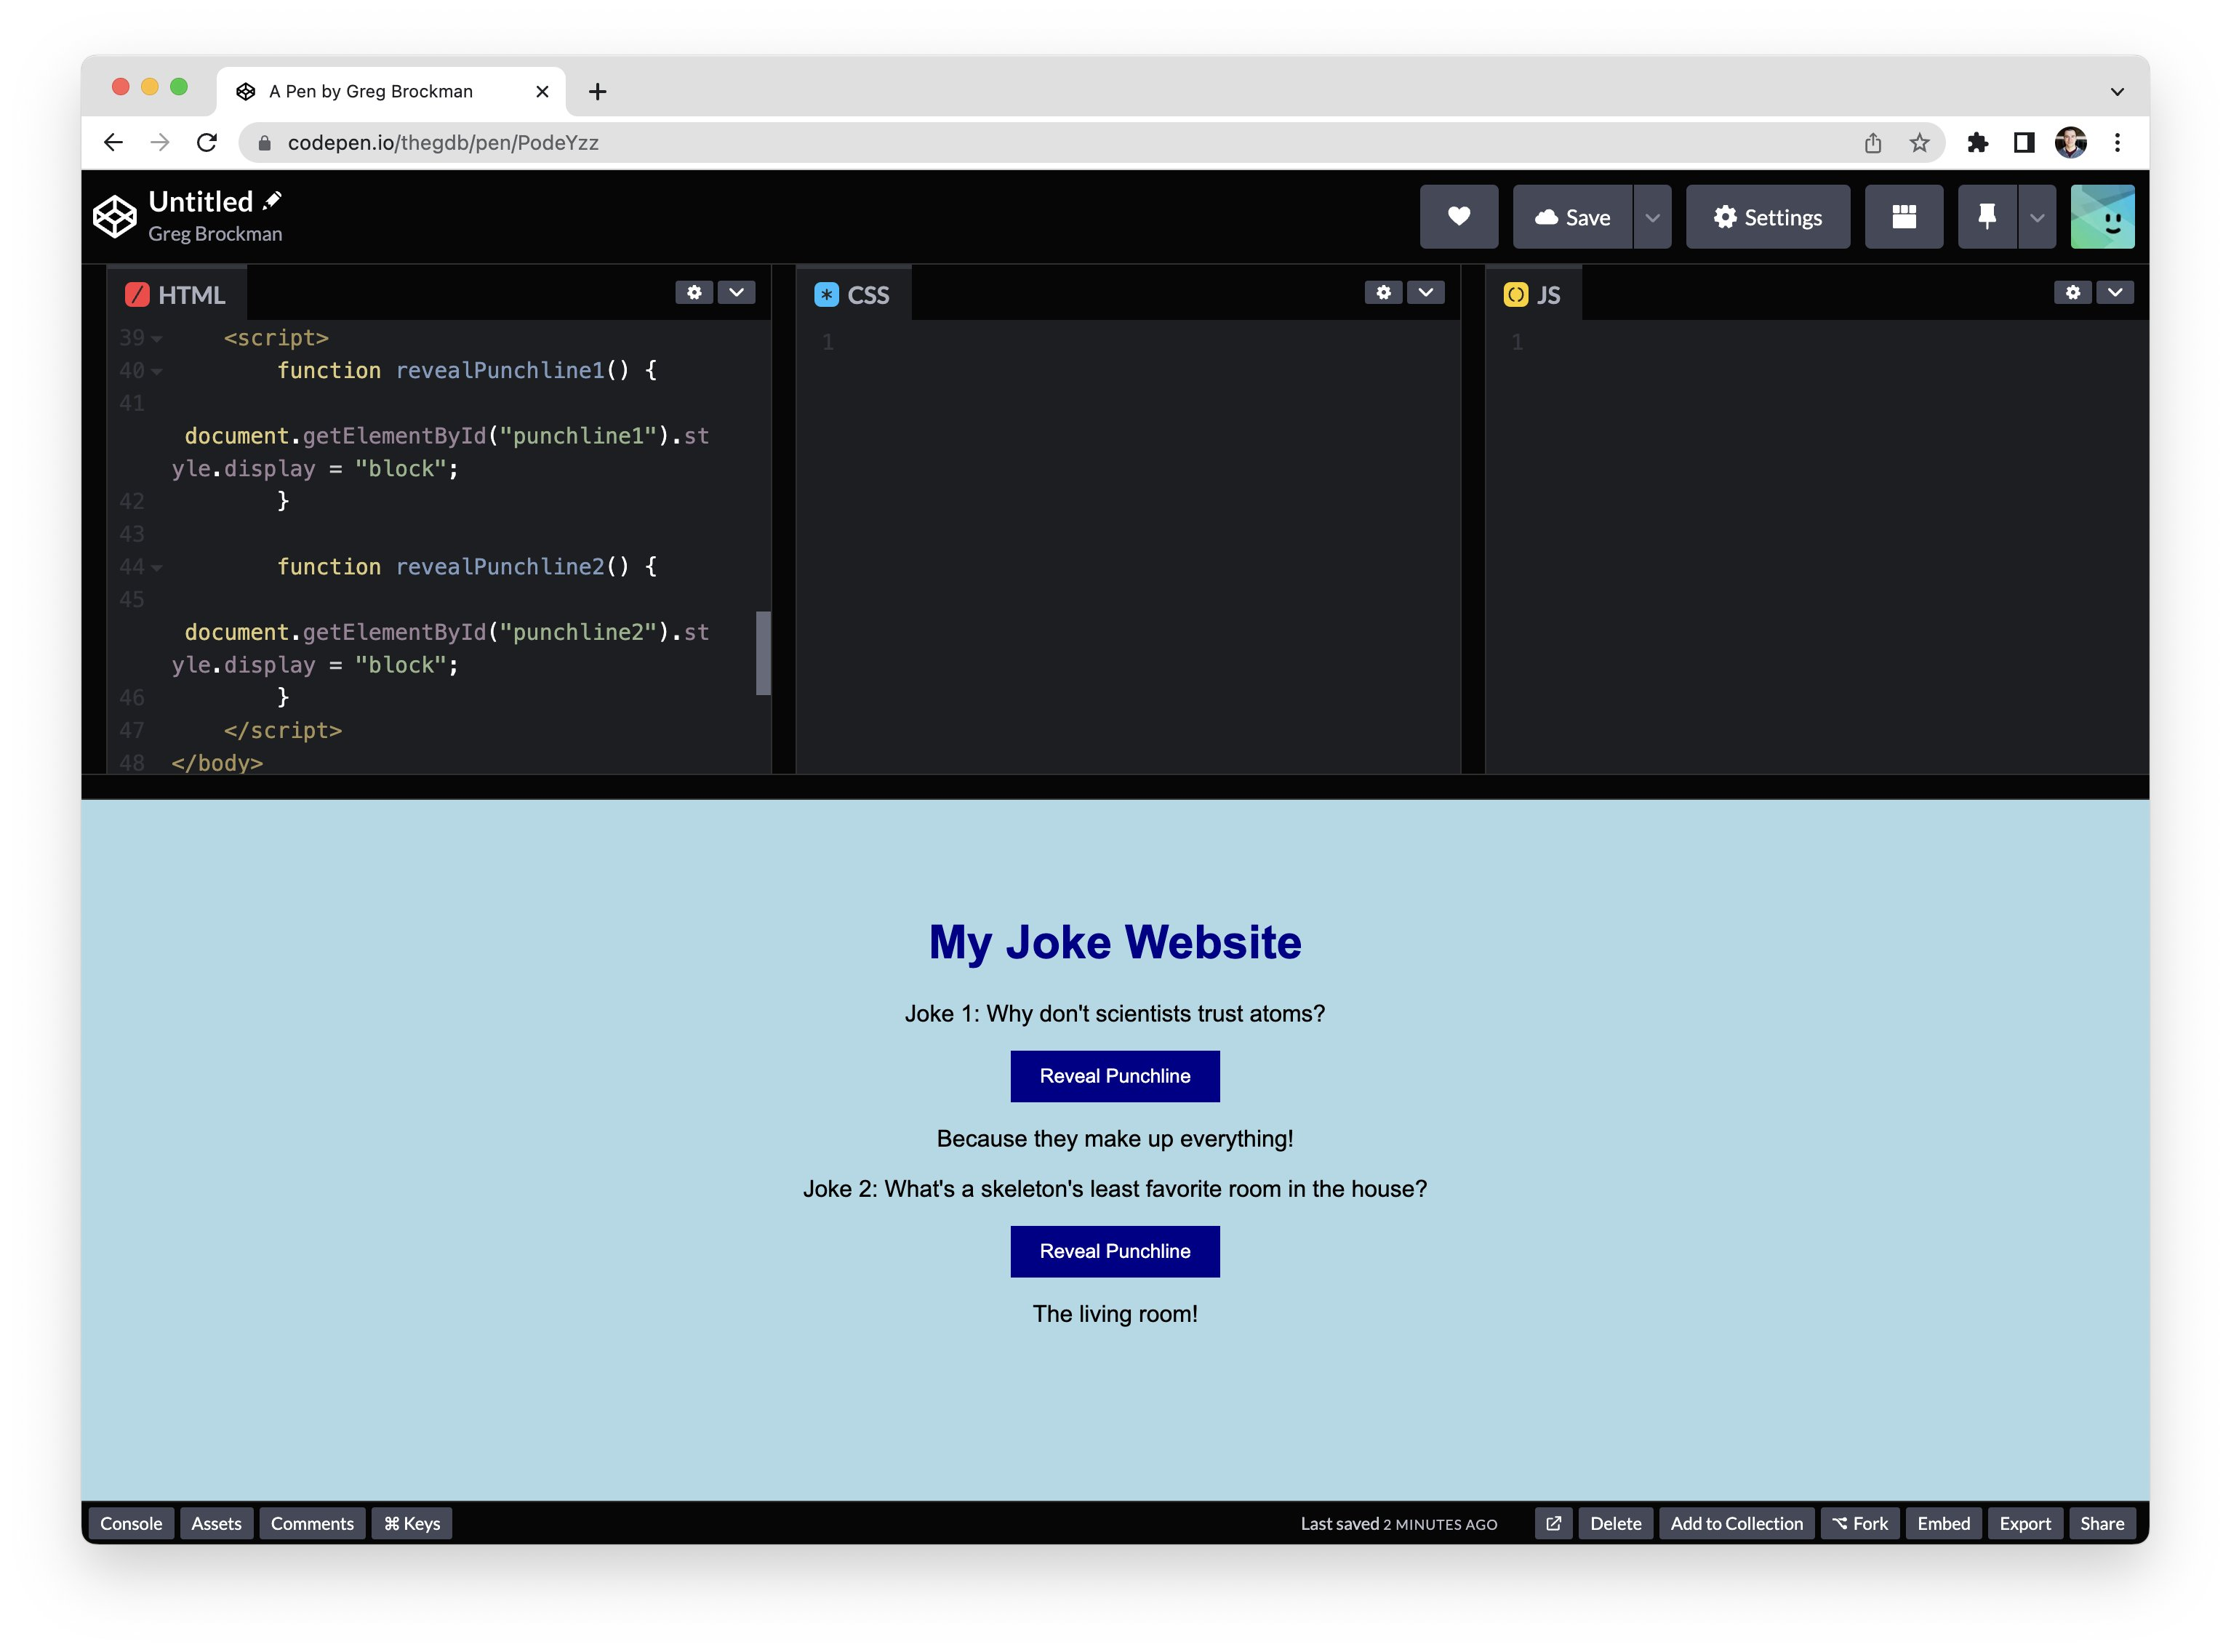 A Pen by Greg Brockman
codepen.io/thegdb/pen/PodeYzz
Untitled
Greg Brockman
Save
Settings
HTML
39 <script>
40 function revealPunchline1() {
41
document.getElementById("punchline1").st
yle.display = "block";
42 }
43
44 function revealPunchline2() {
45
document.getElementById("punchline2").st
yle.display = "block";
46 }
47 </script>
48 </body>
CSS
1
JS
1
My Joke Website
Joke 1: Why don't scientists trust atoms?
Reveal Punchline
Because they make up everything!
Joke 2: What's a skeleton's least favorite room in the house?
Reveal Punchline
The living room!
Console Assets Comments ⌘ Keys Last saved 2 MINUTES AGO Delete Add to Collection Fork Embed Export Share